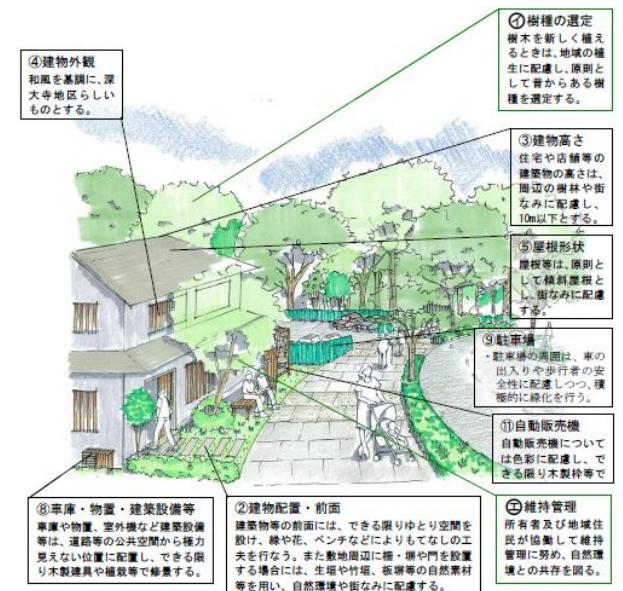 ㋑樹種の選定
樹木を新しく植え
るときは、地域の植
生に配慮し、原則と
して昔からある樹
種を選定する。
④建物外観
和風を基調に、深
大寺地区らしい
ものとする。
③建物高さ
住宅や店舗等の
建築物の高さは、
周辺の樹林や街
なみに配慮し、
10m以下とする。
⑤屋根形状
屋根等は、原則と
して傾斜屋根と
し、街なみに配慮
する。
⑨駐車場
・駐車場の周囲は、車の
出入りや歩行者の安
全性に配慮しつつ、積
極的に緑化を行う。
⑪自動販売機
自動販売機について
は色彩に配慮し、で
きる限り木製枠等で
⑧車庫・物置・建築設備等
車庫や物置、室外機など建築設備
等は、道路等の公共空間から極力
見えない位置に配置し、できる限
り木製建具や植栽等で修景する。
②建物配置・前面
建築物等の前面には、できる限りゆとり空間を
設け、緑や花、ベンチなどによりもてなしの工
夫を行なう。また敷地周辺に柵・塀や門を設置
する場合には、生垣や竹垣、板塀等の自然素材
等を用い、自然環境や街なみに配慮する。
㋓維持管理
所有者及び地域住
民が協働して維持
管理に努め、自然環
境との共存を図る。